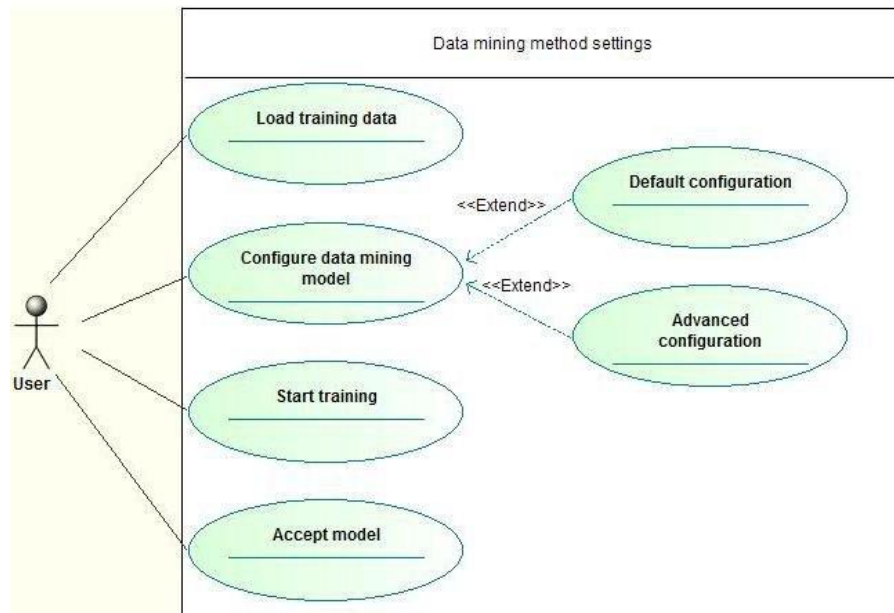 Data mining method settings
Load training data
Default configuration
<<Extend>>
Configure data mining
model
<<Extend>>
Advanced
configuration
User
Start training
Accept model